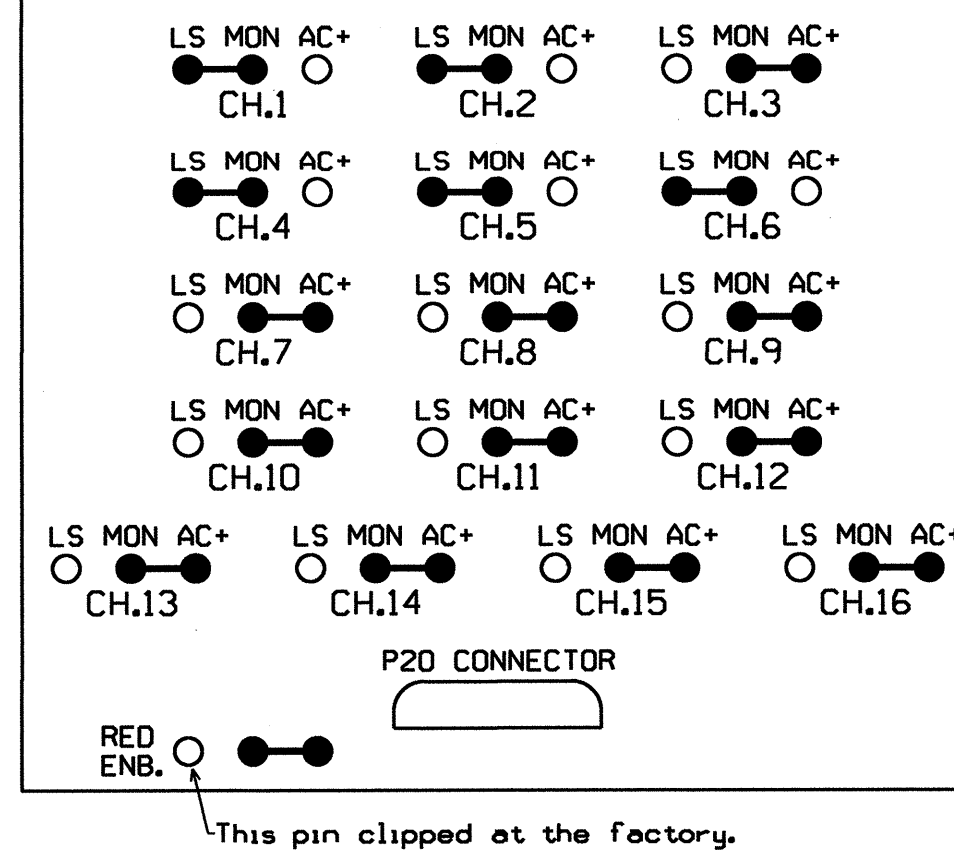 LS MON AC+ LS MON AC+ LS MON AC+
CH.1 CH.2 CH.3
LS MON AC+ LS MON AC+ LS MON AC+
CH.4 CH.5 CH.6
LS MON AC+ LS MON AC+ LS MON AC+
CH.7 CH.8 CH.9
LS MON AC+ LS MON AC+ LS MON AC+
CH.10 CH.11 CH.12
LS MON AC+ LS MON AC+ LS MON AC+ LS MON AC+
CH.13 CH.14 CH.15 CH.16
P20 CONNECTOR
RED
ENB.
This pin clipped at the factory.